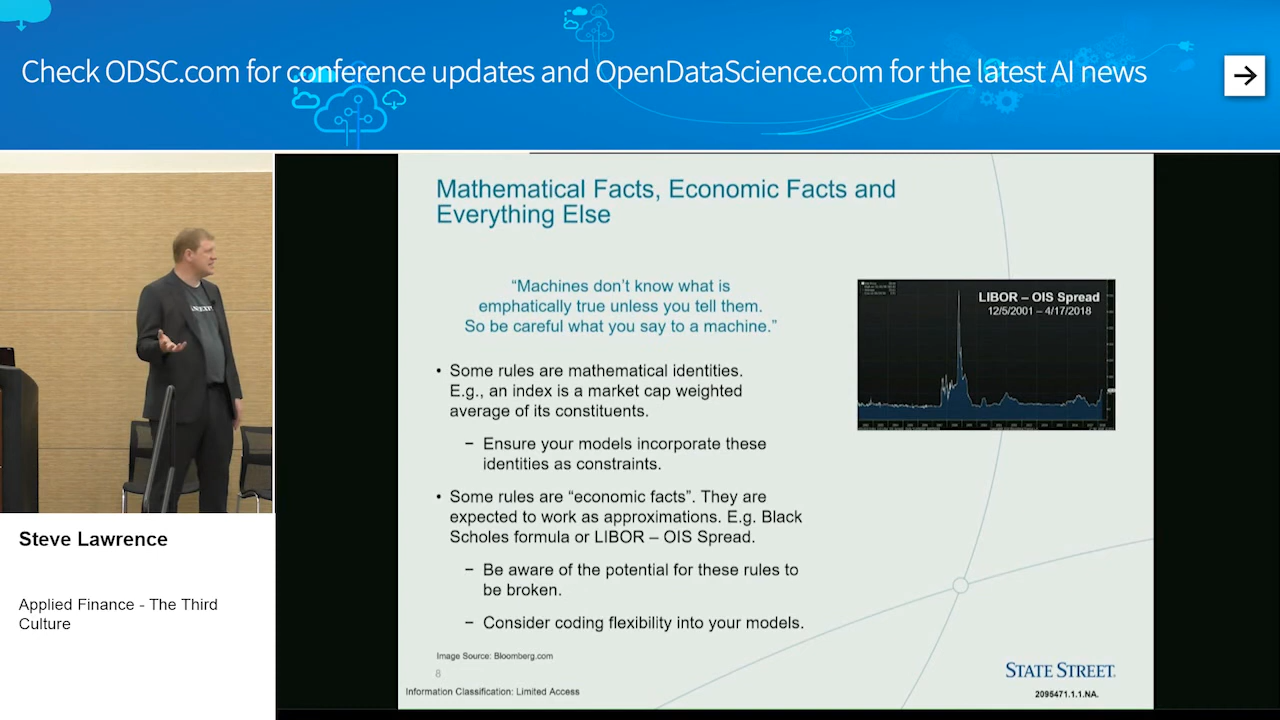 Check ODSC.com for conference updates and OpenDataScience.com for the latest AI news
Mathematical Facts, Economic Facts and
Everything Else
“Machines don’t know what is
emphatically true unless you tell them.
So be careful what you say to a machine.”
LIBOR – OIS Spread
12/5/2001 – 4/17/2018
• Some rules are mathematical identities.
E.g., an index is a market cap weighted
average of its constituents.
− Ensure your models incorporate these
identities as constraints.
• Some rules are “economic facts”. They are
expected to work as approximations. E.g. Black
Scholes formula or LIBOR – OIS Spread.
− Be aware of the potential for these rules to
be broken.
− Consider coding flexibility into your models.
Image Source: Bloomberg.com
8
Information Classification: Limited Access
STATE STREET.
2095471.1.1.NA.
Steve Lawrence
Applied Finance - The Third
Culture